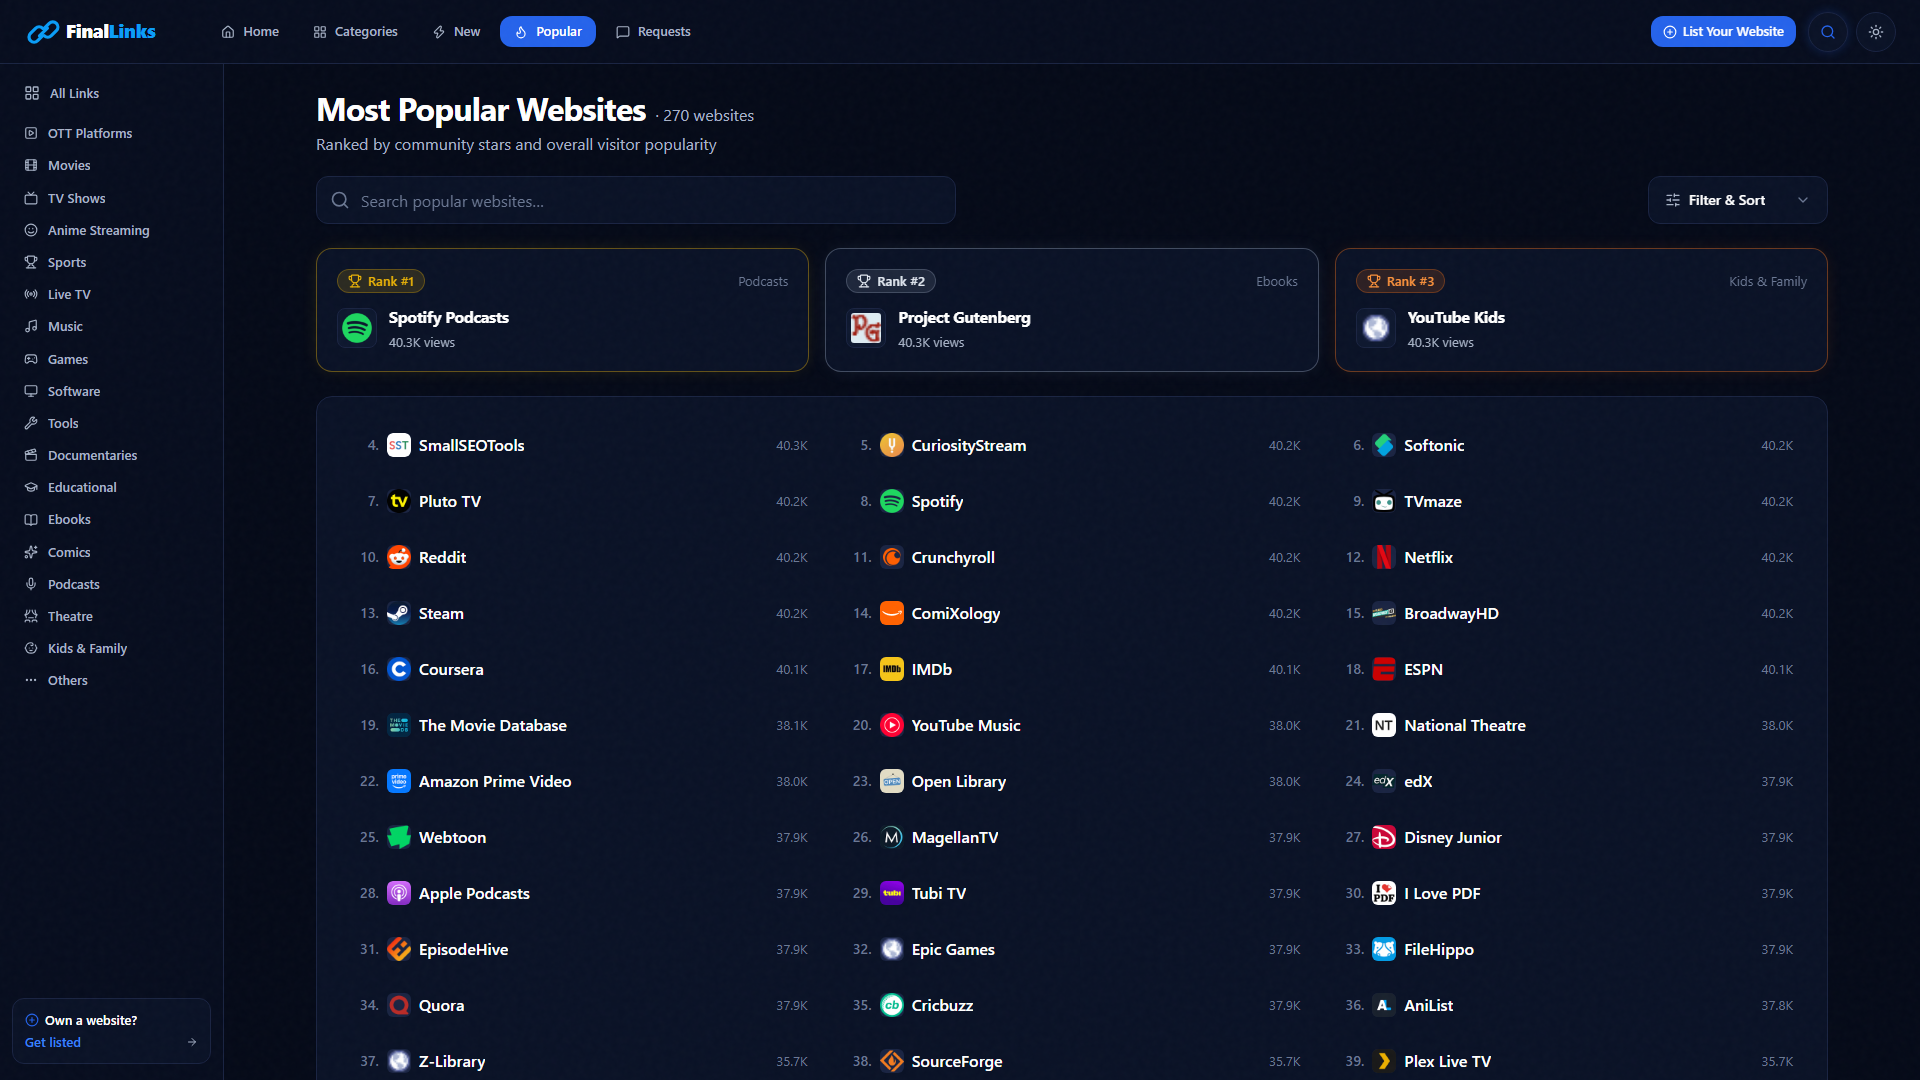 FinalLinks
Home
Categories
New
Popular
Requests
List Your Website
All Links
OTT Platforms
Movies
TV Shows
Anime Streaming
Sports
Live TV
Music
Games
Software
Tools
Documentaries
Educational
Ebooks
Comics
Podcasts
Theatre
Kids & Family
Others
Own a website?
Get listed
Most Popular Websites · 270 websites
Ranked by community stars and overall visitor popularity
Search popular websites...
Filter & Sort
Rank #1 Podcasts
Spotify Podcasts
40.3K views
Rank #2 Ebooks
PG Project Gutenberg
40.3K views
Rank #3 Kids & Family
YouTube Kids
40.3K views
4. SST SmallSEOTools 40.3K
5. CuriosityStream 40.2K
6. Softonic 40.2K
7. tv Pluto TV 40.2K
8. Spotify 40.2K
9. TVmaze 40.2K
10. Reddit 40.2K
11. Crunchyroll 40.2K
12. Netflix 40.2K
13. Steam 40.2K
14. ComiXology 40.2K
15. BroadwayHD 40.2K
16. Coursera 40.1K
17. IMDb IMDb 40.1K
18. ESPN 40.1K
19. The Movie Database 38.1K
20. YouTube Music 38.0K
21. NT National Theatre 38.0K
22. prime video Amazon Prime Video 38.0K
23. OPEN Open Library 38.0K
24. edX edX 37.9K
25. Webtoon 37.9K
26. M MagellanTV 37.9K
27. Disney Junior 37.9K
28. Apple Podcasts 37.9K
29. tubi Tubi TV 37.9K
30. I PDF I Love PDF 37.9K
31. EpisodeHive 37.9K
32. Epic Games 37.9K
33. FileHippo 37.9K
34. Quora 37.9K
35. cb Cricbuzz 37.9K
36. A. AniList 37.8K
37. Z-Library 35.7K
38. SourceForge 35.7K
39. Plex Live TV 35.7K